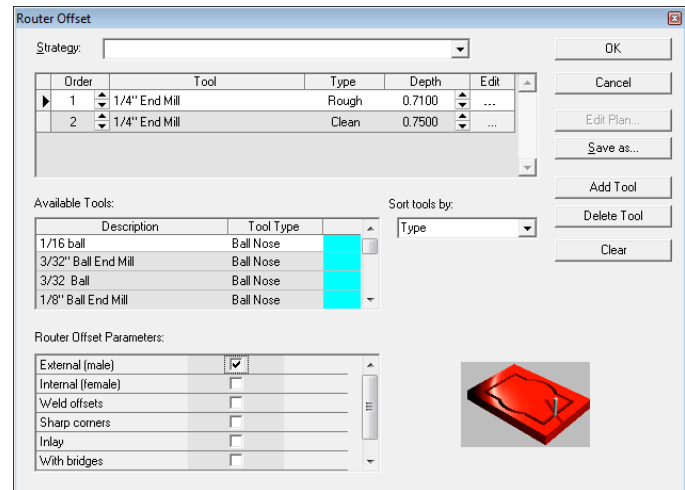 Router Offset
Strategy:
OK
Order Tool Type Depth Edit
1 1/4" End Mill Rough 0.7100 ...
2 1/4" End Mill Clean 0.7500 ...
Cancel
Edit Plan...
Save as...
Add Tool
Delete Tool
Clear
Available Tools:
Sort tools by:
Type
Description Tool Type
1/16 ball Ball Nose
3/32" Ball End Mill Ball Nose
3/32 Ball Ball Nose
1/8" Ball End Mill Ball Nose
Router Offset Parameters:
External (male)
Internal (female)
Weld offsets
Sharp corners
Inlay
With bridges